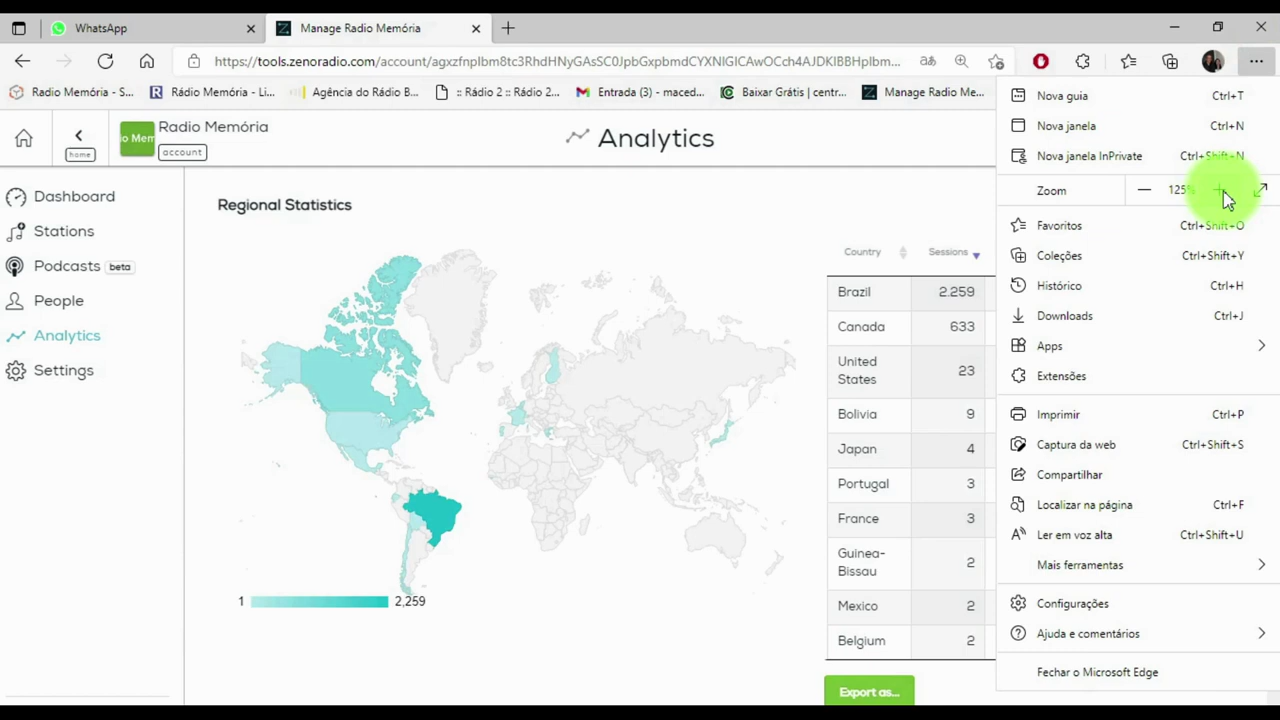 WhatsApp
Manage Radio Memória
https://tools.zenoradio.com/account/agxzfnplbm8tc3RhdHNyGAsSC0JpbGxpbmdCYXNlGICAwOCch4AJDKIBBHplbm...
Radio Memória - S...
Rádio Memória - Li...
Agência do Rádio B...
:: Rádio 2 :: Rádio 2...
Entrada (3) - maced...
Baixar Grátis | centr...
Manage Radio Me...
home
o Mem
Radio Memória
account
Analytics
Dashboard
Stations
Podcasts beta
People
Analytics
Settings
Regional Statistics
1
2,259
Country Sessions
Brazil 2.259
Canada 633
United
States 23
Bolivia 9
Japan 4
Portugal 3
France 3
Guinea-
Bissau 2
Mexico 2
Belgium 2
Export as...
Nova guia Ctrl+T
Nova janela Ctrl+N
Nova janela InPrivate Ctrl+Shift+N
Zoom 125%
Favoritos Ctrl+Shift+O
Coleções Ctrl+Shift+Y
Histórico Ctrl+H
Downloads Ctrl+J
Apps
Extensões
Imprimir Ctrl+P
Captura da web Ctrl+Shift+S
Compartilhar
Localizar na página Ctrl+F
Ler em voz alta Ctrl+Shift+U
Mais ferramentas
Configurações
Ajuda e comentários
Fechar o Microsoft Edge